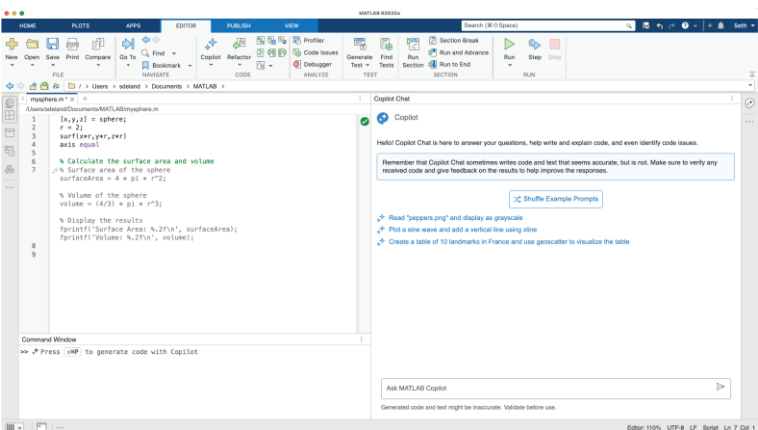 MATLAB R2025a
HOME PLOTS APPS EDITOR PUBLISH VIEW Search (⌘⇧Space) Seth
New Open Save Print Compare Go To Find Bookmark Copilot Refactor Profiler Code Issues Debugger Generate Test Find Tests Run Section Section Break Run and Advance Run to End Run Step Stop
FILE NAVIGATE CODE ANALYZE TEST SECTION RUN
/ > Users > sdeland > Documents > MATLAB >
mysphere.m * × +
/Users/sdeland/Documents/MATLAB/mysphere.m
1 [x,y,z] = sphere;
2 r = 2;
3 surf(x*r,y*r,z*r)
4 axis equal
5
6 % Calculate the surface area and volume
7 % Surface area of the sphere
surfaceArea = 4 * pi * r^2;
% Volume of the sphere
volume = (4/3) * pi * r^3;
% Display the results
fprintf('Surface Area: %.2f\n', surfaceArea);
fprintf('Volume: %.2f\n', volume);
8
9
Command Window
>> Press ⇧⌘P to generate code with Copilot
Copilot Chat
Copilot
Hello! Copilot Chat is here to answer your questions, help write and explain code, and even identify code issues.
Remember that Copilot Chat sometimes writes code and text that seems accurate, but is not. Make sure to verify any
received code and give feedback on the results to help improve the responses.
Shuffle Example Prompts
Read "peppers.png" and display as grayscale
Plot a sine wave and add a vertical line using xline
Create a table of 10 landmarks in France and use geoscatter to visualize the table
Ask MATLAB Copilot
Generated code and text might be inaccurate. Validate before use.
Editor: 110% UTF-8 LF Script Ln 7 Col 1